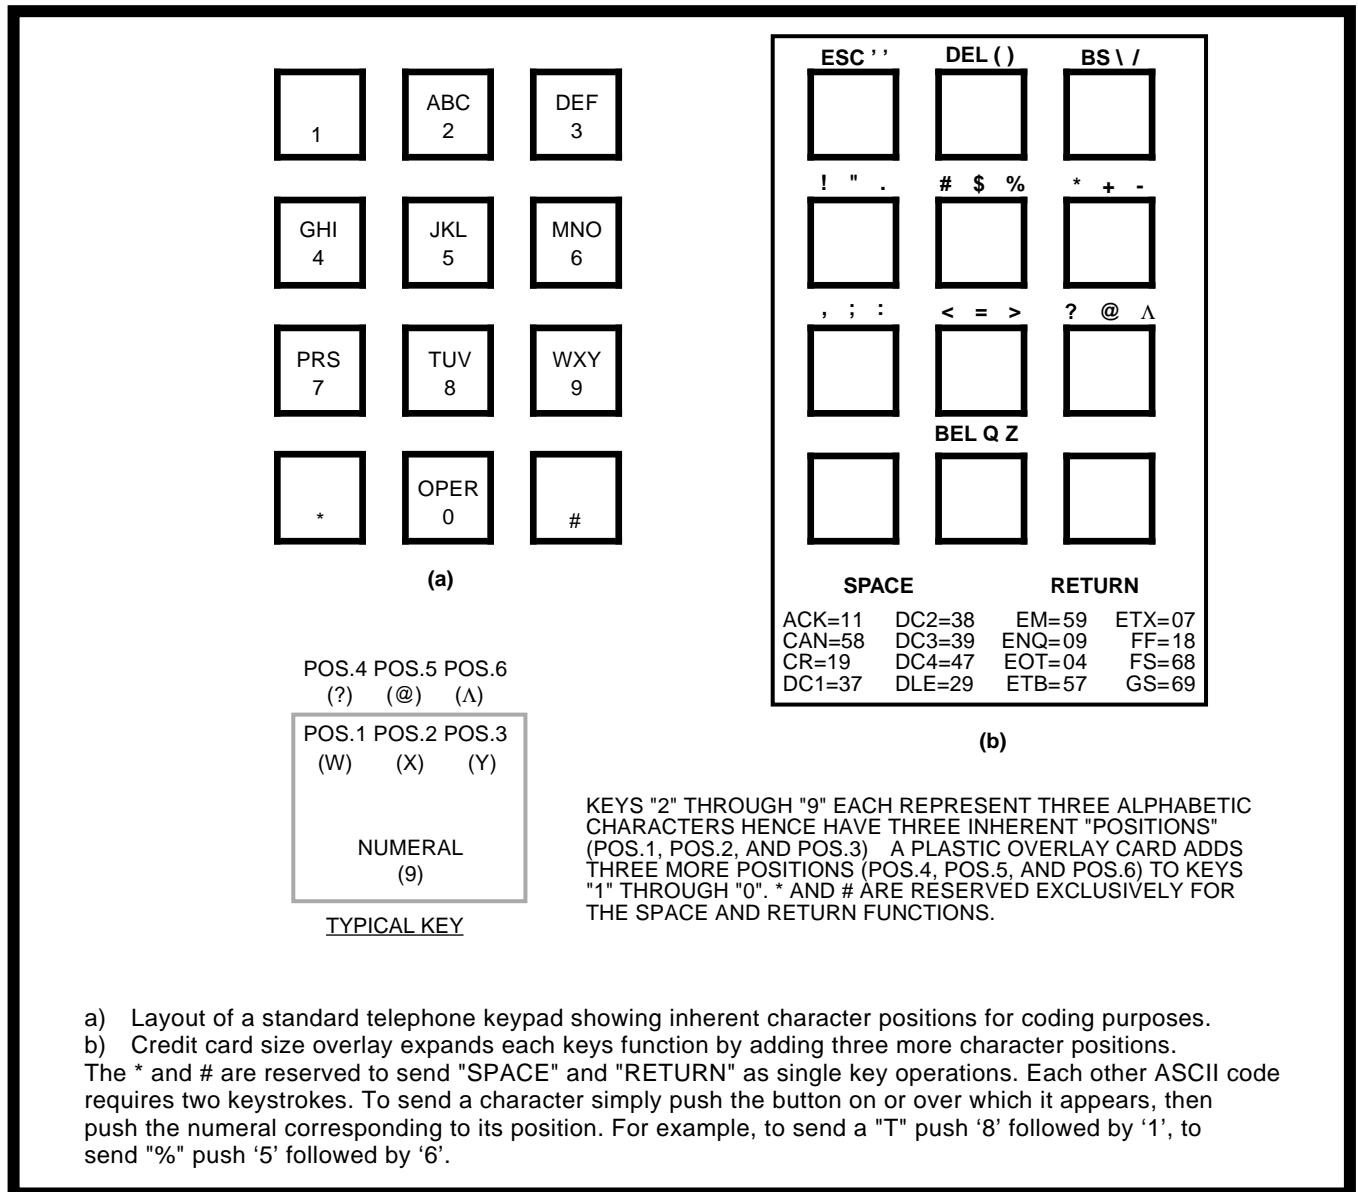 1
ABC
2
DEF
3
GHI
4
JKL
5
MNO
6
PRS
7
TUV
8
WXY
9
*
OPER
0
#
(a)
ESC ' '
DEL ( )
BS \ /
! " .
# $ %
* + -
, ; :
< = >
? @ Λ
BEL Q Z
SPACE
RETURN
ACK=11 DC2=38 EM=59 ETX=07
CAN=58 DC3=39 ENQ=09 FF=18
CR=19 DC4=47 EOT=04 FS=68
DC1=37 DLE=29 ETB=57 GS=69
(b)
POS.4 POS.5 POS.6
(?) (@) (Λ)
POS.1 POS.2 POS.3
(W) (X) (Y)
NUMERAL
(9)
TYPICAL KEY
KEYS "2" THROUGH "9" EACH REPRESENT THREE ALPHABETIC
CHARACTERS HENCE HAVE THREE INHERENT "POSITIONS"
(POS.1, POS.2, AND POS.3) A PLASTIC OVERLAY CARD ADDS
THREE MORE POSITIONS (POS.4, POS.5, AND POS.6) TO KEYS
"1" THROUGH "0". * AND # ARE RESERVED EXCLUSIVELY FOR
THE SPACE AND RETURN FUNCTIONS.
a) Layout of a standard telephone keypad showing inherent character positions for coding purposes.
b) Credit card size overlay expands each keys function by adding three more character positions.
The * and # are reserved to send "SPACE" and "RETURN" as single key operations. Each other ASCII code
requires two keystrokes. To send a character simply push the button on or over which it appears, then
push the numeral corresponding to its position. For example, to send a "T" push ‘8’ followed by ‘1’, to
send "%" push ‘5’ followed by ‘6’.